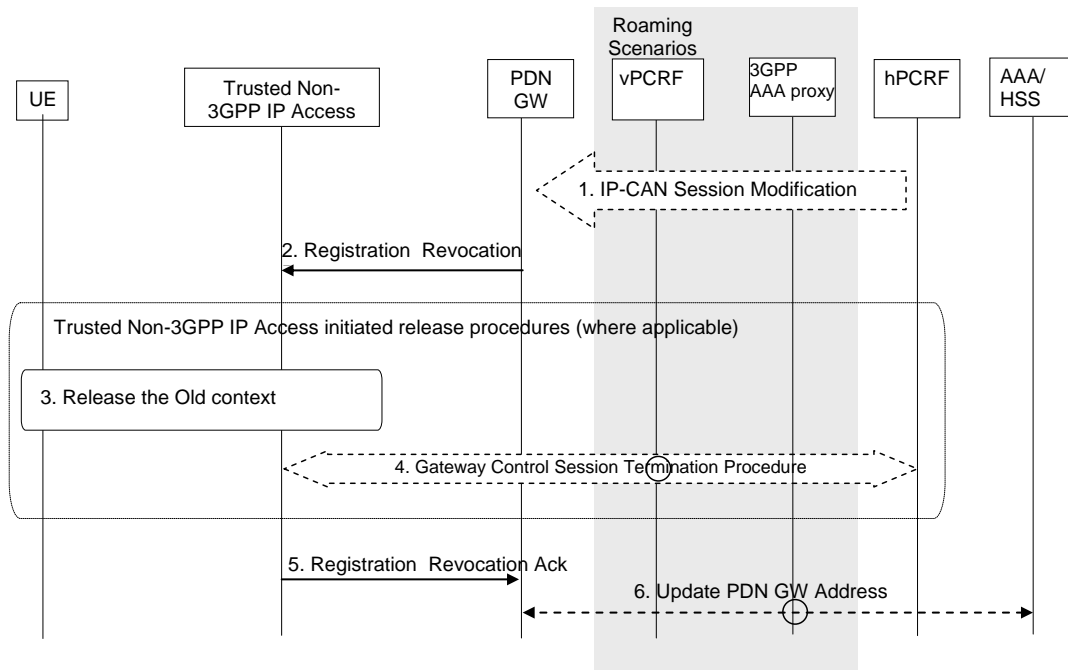 Roaming
Scenarios
UE
Trusted Non-
3GPP IP Access
PDN
GW
vPCRF
3GPP
AAA proxy
hPCRF
AAA/
HSS
1. IP-CAN Session Modification
2. Registration Revocation
Trusted Non-3GPP IP Access initiated release procedures (where applicable)
3. Release the Old context
4. Gateway Control Session Termination Procedure
5. Registration Revocation Ack
6. Update PDN GW Address